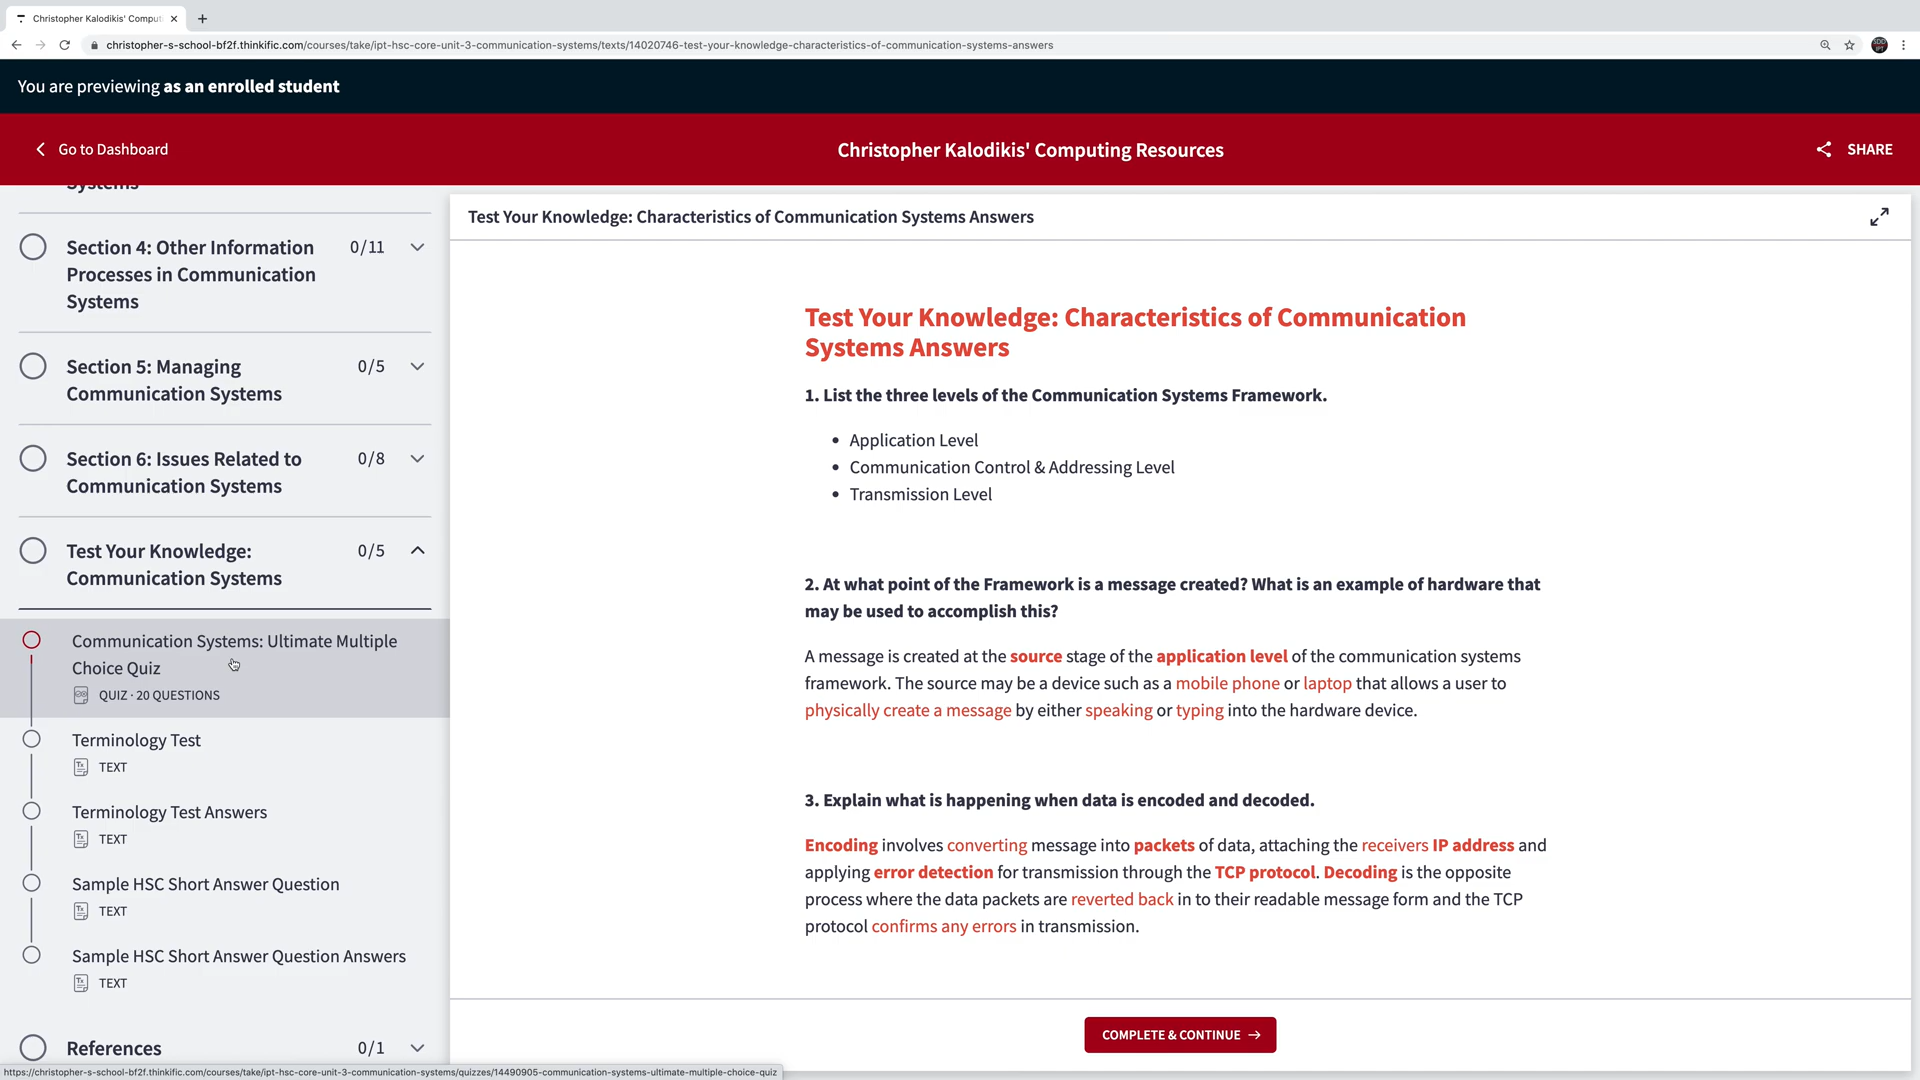 Christopher Kalodikis' Comput
christopher-s-school-bf2f.thinkific.com/courses/take/ipt-hsc-core-unit-3-communication-systems/texts/14020746-test-your-knowledge-characteristics-of-communication-systems-answers
You are previewing as an enrolled student
Go to Dashboard
Christopher Kalodikis' Computing Resources
SHARE
Systems
Section 4: Other Information
Processes in Communication
Systems
0/11
Section 5: Managing
Communication Systems
0/5
Section 6: Issues Related to
Communication Systems
0/8
Test Your Knowledge:
Communication Systems
0/5
Communication Systems: Ultimate Multiple
Choice Quiz
QUIZ · 20 QUESTIONS
Terminology Test
TEXT
Terminology Test Answers
TEXT
Sample HSC Short Answer Question
TEXT
Sample HSC Short Answer Question Answers
TEXT
References
0/1
Test Your Knowledge: Characteristics of Communication Systems Answers
Test Your Knowledge: Characteristics of Communication
Systems Answers
1. List the three levels of the Communication Systems Framework.
• Application Level
• Communication Control & Addressing Level
• Transmission Level
2. At what point of the Framework is a message created? What is an example of hardware that
may be used to accomplish this?
A message is created at the source stage of the application level of the communication systems
framework. The source may be a device such as a mobile phone or laptop that allows a user to
physically create a message by either speaking or typing into the hardware device.
3. Explain what is happening when data is encoded and decoded.
Encoding involves converting message into packets of data, attaching the receivers IP address and
applying error detection for transmission through the TCP protocol. Decoding is the opposite
process where the data packets are reverted back in to their readable message form and the TCP
protocol confirms any errors in transmission.
COMPLETE & CONTINUE →
https://christopher-s-school-bf2f.thinkific.com/courses/take/ipt-hsc-core-unit-3-communication-systems/quizzes/14490905-communication-systems-ultimate-multiple-choice-quiz